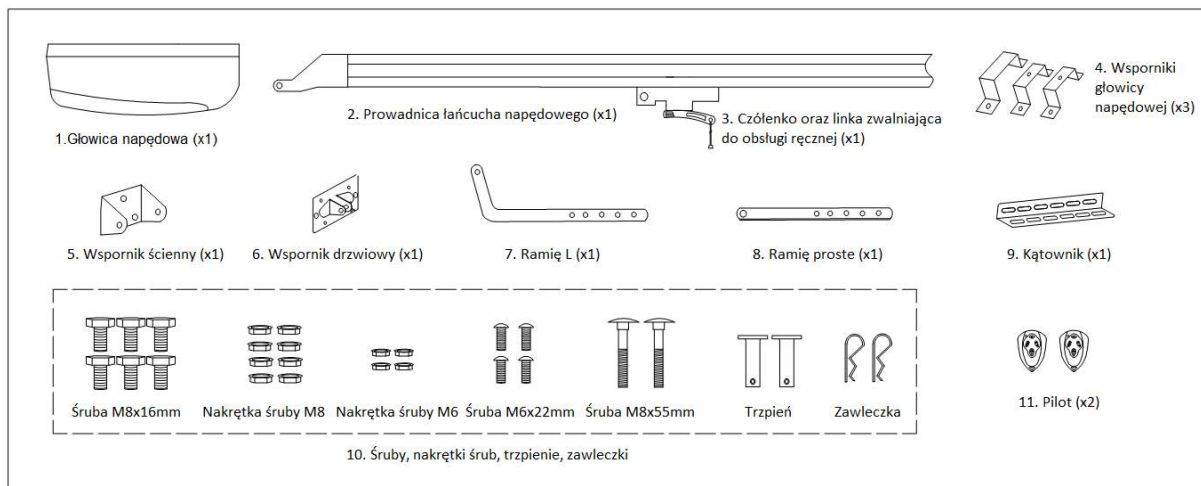 1.Głowica napędowa (x1)
2. Prowadnica łańcucha napędowego (x1)
3. Czółenko oraz linka zwalniająca
do obsługi ręcznej (x1)
4. Wsporniki
głowicy
napędowej (x3)
5. Wspornik ścienny (x1)
6. Wspornik drzwiowy (x1)
7. Ramię L (x1)
8. Ramię proste (x1)
9. Kątownik (x1)
Śruba M8x16mm
Nakrętka śruby M8
Nakrętka śruby M6
Śruba M6x22mm
Śruba M8x55mm
Trzpień
Zawleczka
10. Śruby, nakrętki śrub, trzpienie, zawleczki
11. Pilot (x2)